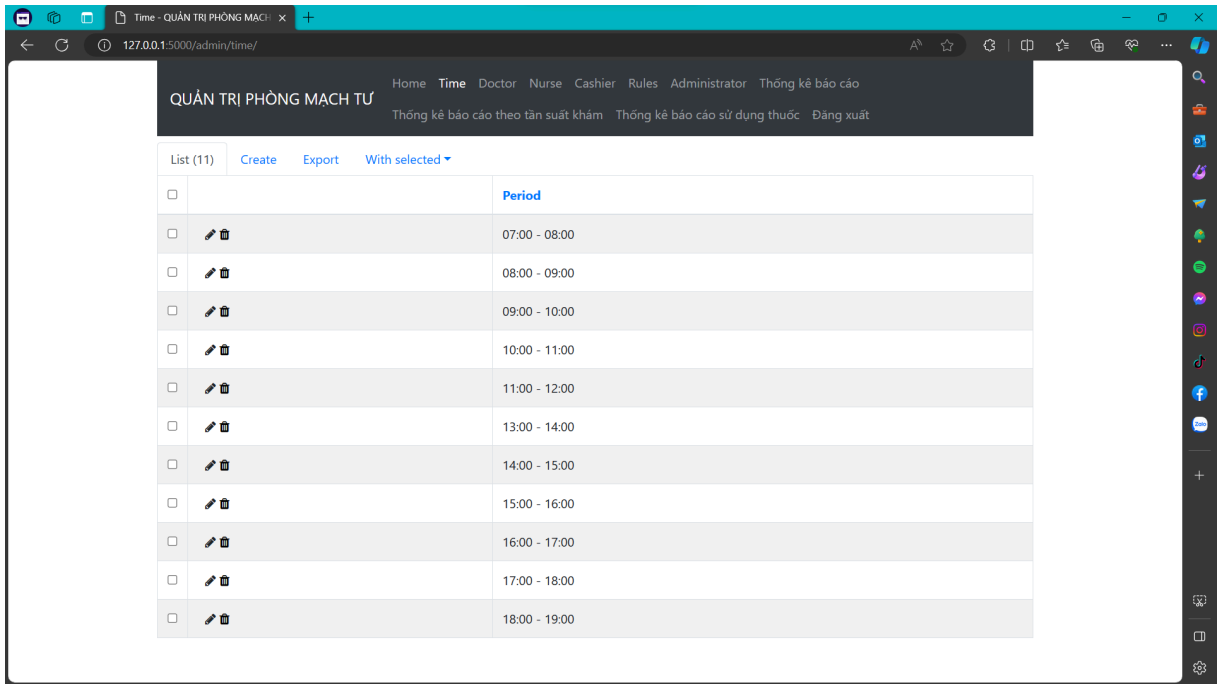 Time - QUẢN TRỊ PHÒNG MẠCH
127.0.0.1:5000/admin/time/
QUẢN TRỊ PHÒNG MẠCH TƯ
Home Time Doctor Nurse Cashier Rules Administrator Thống kê báo cáo
Thống kê báo cáo theo tần suất khám Thống kê báo cáo sử dụng thuốc Đăng xuất
List (11) Create Export With selected
Period
07:00 - 08:00
08:00 - 09:00
09:00 - 10:00
10:00 - 11:00
11:00 - 12:00
13:00 - 14:00
14:00 - 15:00
15:00 - 16:00
16:00 - 17:00
17:00 - 18:00
18:00 - 19:00
Zalo